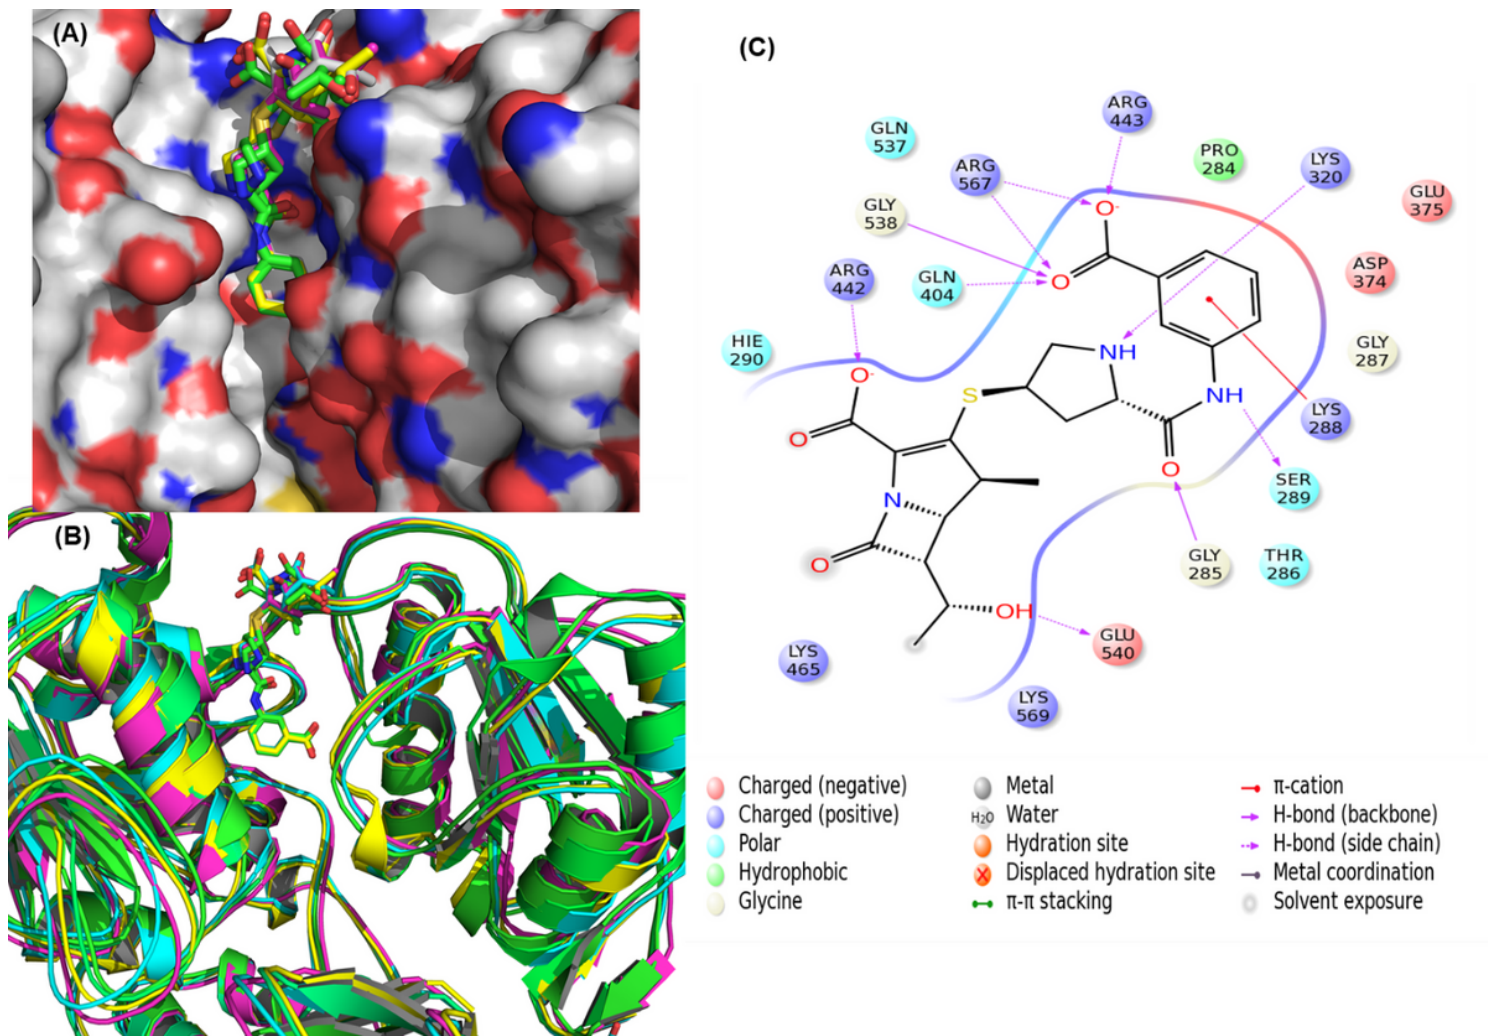 (A)
(B)
(C)
ARG
443
GLN
537
PRO
284
LYS
320
ARG
567
GLU
375
GLY
538
ARG
442
GLN
404
ASP
374
HIE
290
GLY
287
LYS
288
SER
289
GLY
285
THR
286
GLU
540
LYS
465
LYS
569
O-
O
NH
O-
S
NH
O
O
N
O
OH
Charged (negative)
Charged (positive)
Polar
Hydrophobic
Glycine
Metal
H₂O Water
Hydration site
X Displaced hydration site
π-π stacking
π-cation
H-bond (backbone)
H-bond (side chain)
Metal coordination
Solvent exposure